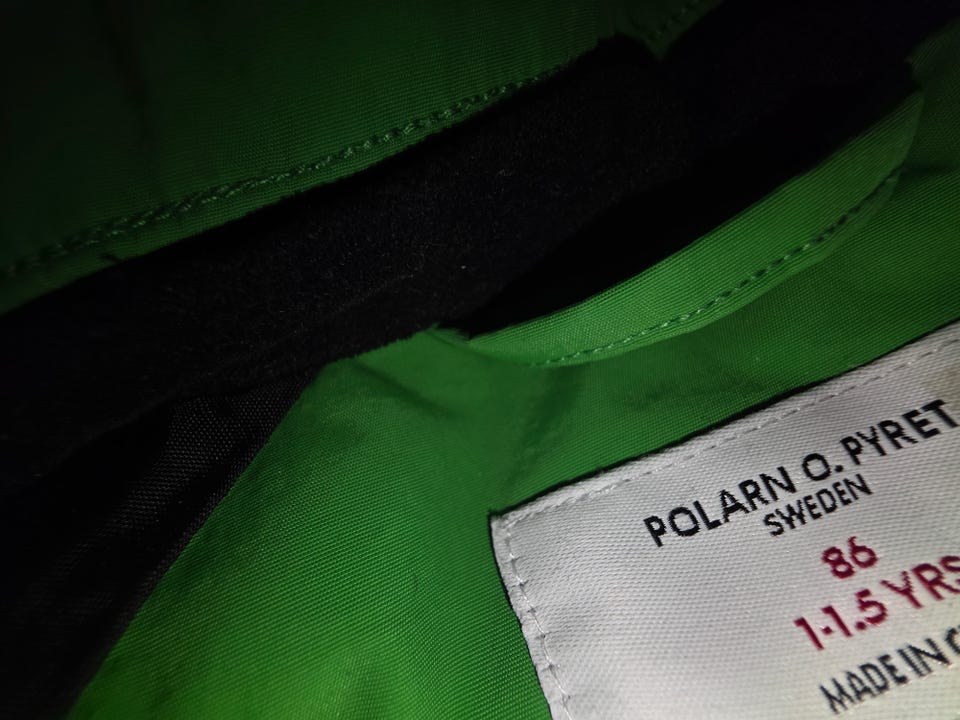 POLARN O. PYRET
SWEDEN
86
1-1.5 YRS
MADE IN